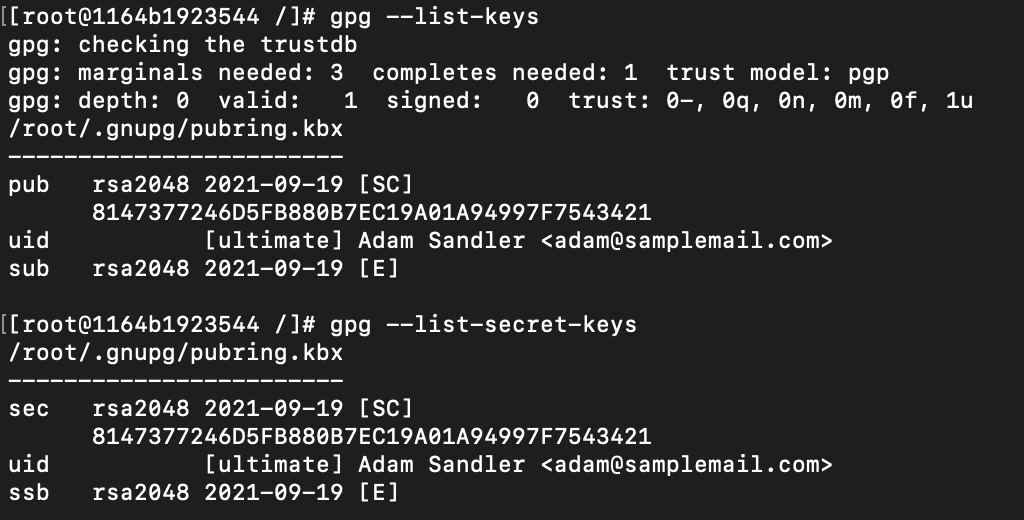 [[root@1164b1923544 /]# gpg --list-keys
gpg: checking the trustdb
gpg: marginals needed: 3  completes needed: 1  trust model: pgp
gpg: depth: 0  valid:   1  signed:   0  trust: 0-, 0q, 0n, 0m, 0f, 1u
/root/.gnupg/pubring.kbx
------------------------
pub   rsa2048 2021-09-19 [SC]
      8147377246D5FB880B7EC19A01A94997F7543421
uid           [ultimate] Adam Sandler <adam@samplemail.com>
sub   rsa2048 2021-09-19 [E]

[[root@1164b1923544 /]# gpg --list-secret-keys
/root/.gnupg/pubring.kbx
------------------------
sec   rsa2048 2021-09-19 [SC]
      8147377246D5FB880B7EC19A01A94997F7543421
uid           [ultimate] Adam Sandler <adam@samplemail.com>
ssb   rsa2048 2021-09-19 [E]